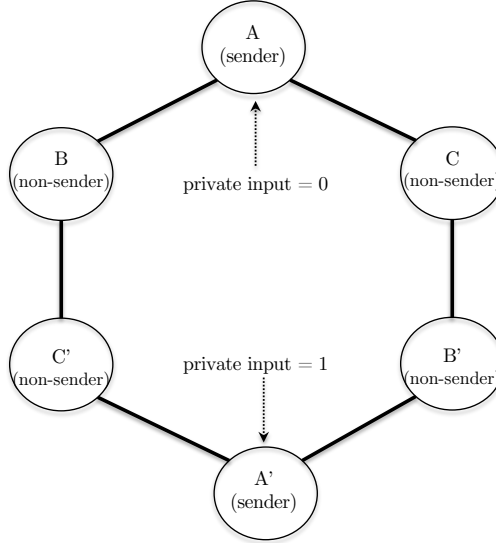 A
(sender)
B
(non-sender)
C
(non-sender)
private input = 0
C'
(non-sender)
private input = 1
B'
(non-sender)
A'
(sender)